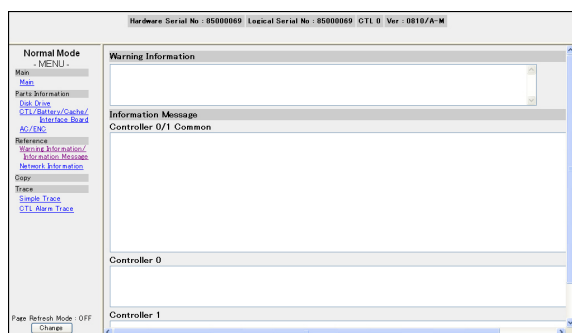 Hardware Serial No : 85000069 Logical Serial No : 85000069 CTL 0 Ver : 0810/A-M
Normal Mode
- MENU -
Main
Main
Parts Information
Disk Drive
CTL/Battery/Cache/
Interface Board
AC/ENC
Reference
Warning Information/
Information Message
Network Information
Copy
Trace
Simple Trace
CTL Alarm Trace
Page Refresh Mode : OFF
Change
Warning Information
Information Message
Controller 0/1 Common
Controller 0
Controller 1